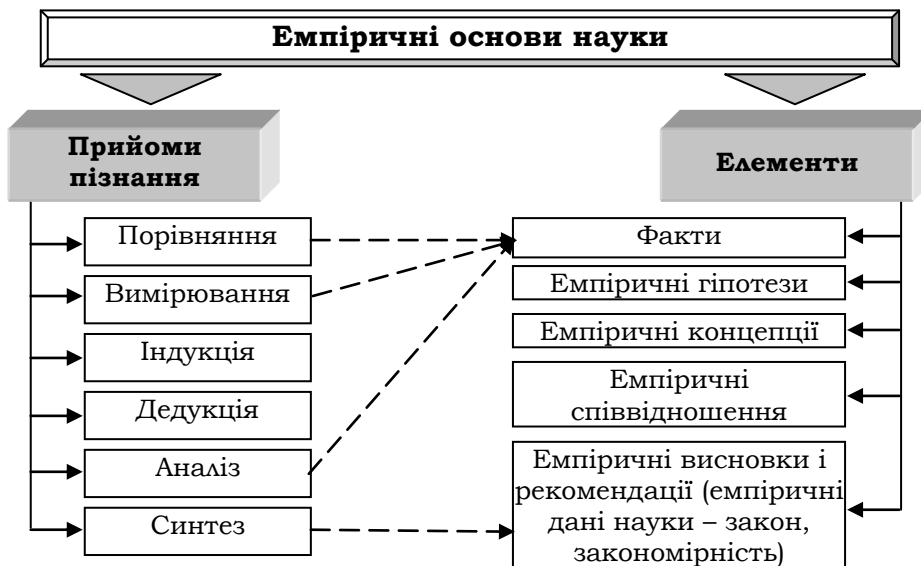 Емпіричні основи науки
Прийоми
пізнання
Елементи
Порівняння
Вимірювання
Індукція
Дедукція
Аналіз
Синтез
Факти
Емпіричні гіпотези
Емпіричні концепції
Емпіричні
співвідношення
Емпіричні висновки і
рекомендації (емпіричні
дані науки – закон,
закономірність)